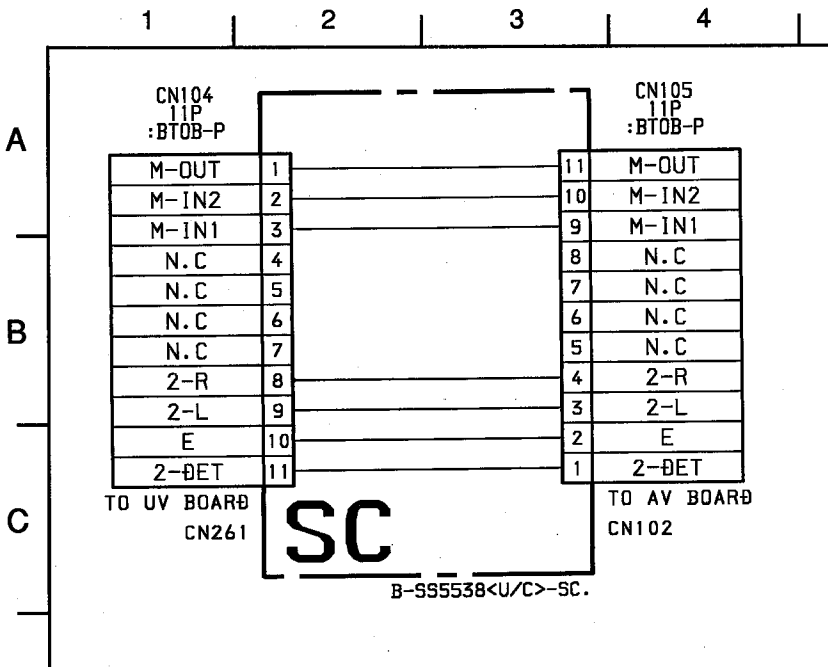 1 2 3 4
A
B
C
CN104
11P
:BTOB-P
CN105
11P
:BTOB-P
M-OUT 1 11 M-OUT
M-IN2 2 10 M-IN2
M-IN1 3 9 M-IN1
N.C 4 8 N.C
N.C 5 7 N.C
N.C 6 6 N.C
N.C 7 5 N.C
2-R 8 4 2-R
2-L 9 3 2-L
E 10 2 E
2-DET 11 1 2-DET
TO UV BOARD
CN261
SC
TO AV BOARD
CN102
B-SS5538<U/C>-SC.